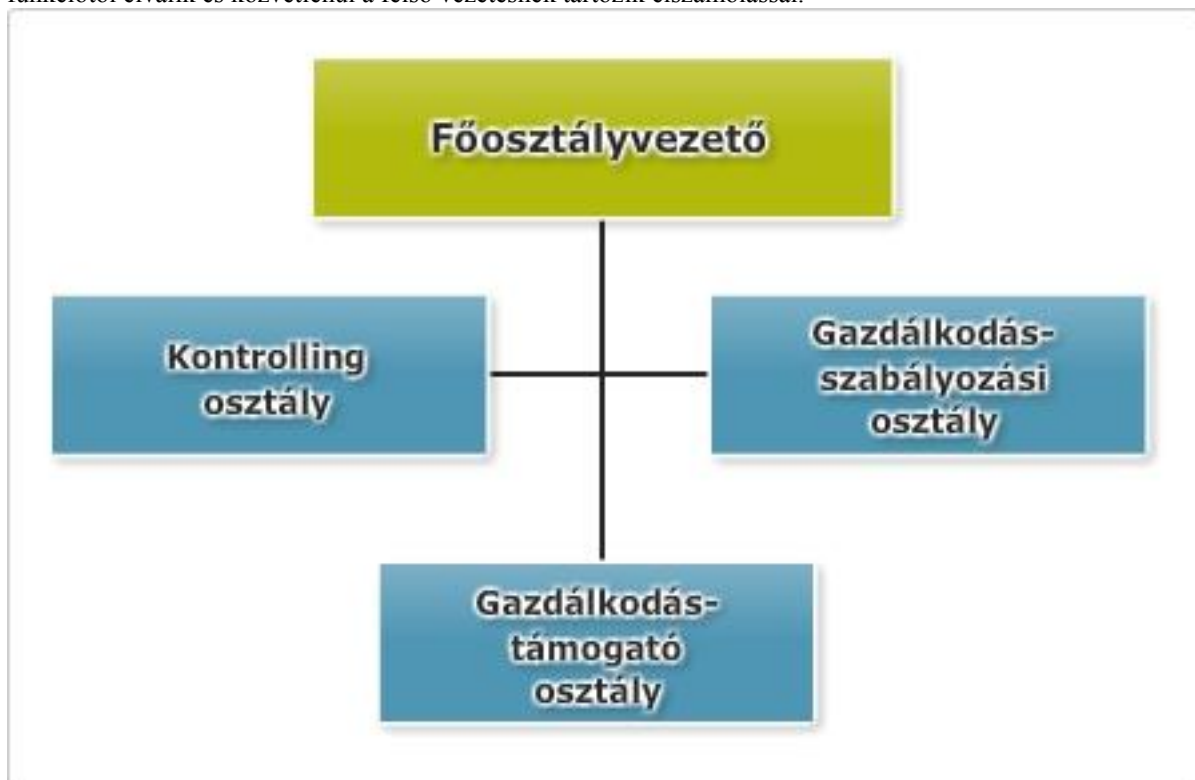 Főosztályvezető
Kontrolling
osztály
Gazdálkodás-
szabályozási
osztály
Gazdálkodás-
támogató
osztály